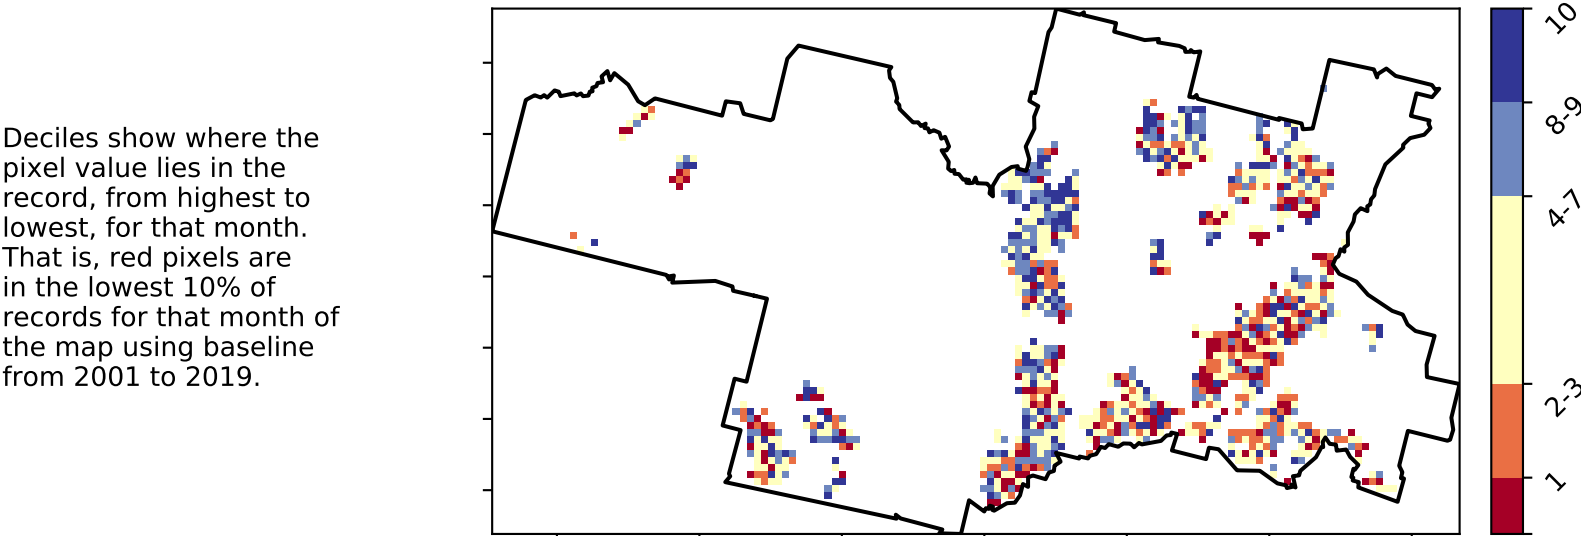 Deciles show where the
pixel value lies in the
record, from highest to
lowest, for that month.
That is, red pixels are
in the lowest 10% of
records for that month of
the map using baseline
from 2001 to 2019.
10
8-9
4-7
2-3
1